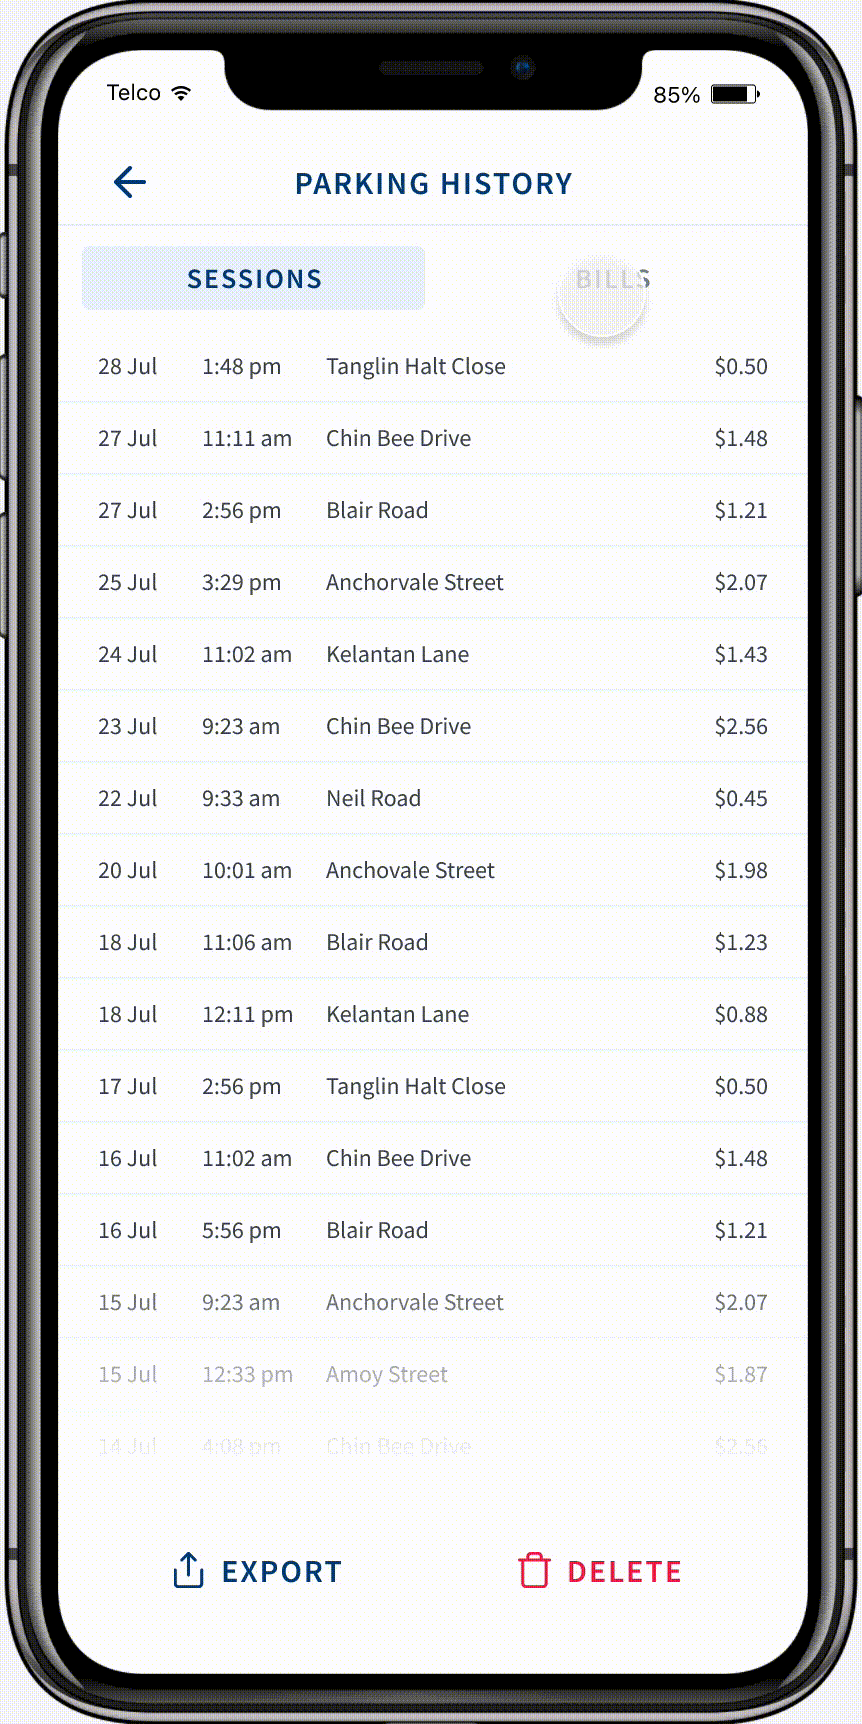 Telco 85%
PARKING HISTORY
SESSIONS BILLS
28 Jul 1:48 pm Tanglin Halt Close $0.50
27 Jul 11:11 am Chin Bee Drive $1.48
27 Jul 2:56 pm Blair Road $1.21
25 Jul 3:29 pm Anchorvale Street $2.07
24 Jul 11:02 am Kelantan Lane $1.43
23 Jul 9:23 am Chin Bee Drive $2.56
22 Jul 9:33 am Neil Road $0.45
20 Jul 10:01 am Anchovale Street $1.98
18 Jul 11:06 am Blair Road $1.23
18 Jul 12:11 pm Kelantan Lane $0.88
17 Jul 2:56 pm Tanglin Halt Close $0.50
16 Jul 11:02 am Chin Bee Drive $1.48
16 Jul 5:56 pm Blair Road $1.21
15 Jul 9:23 am Anchorvale Street $2.07
15 Jul 12:33 pm Amoy Street $1.87
14 Jul 4:08 pm Chin Bee Drive $2.56
EXPORT DELETE